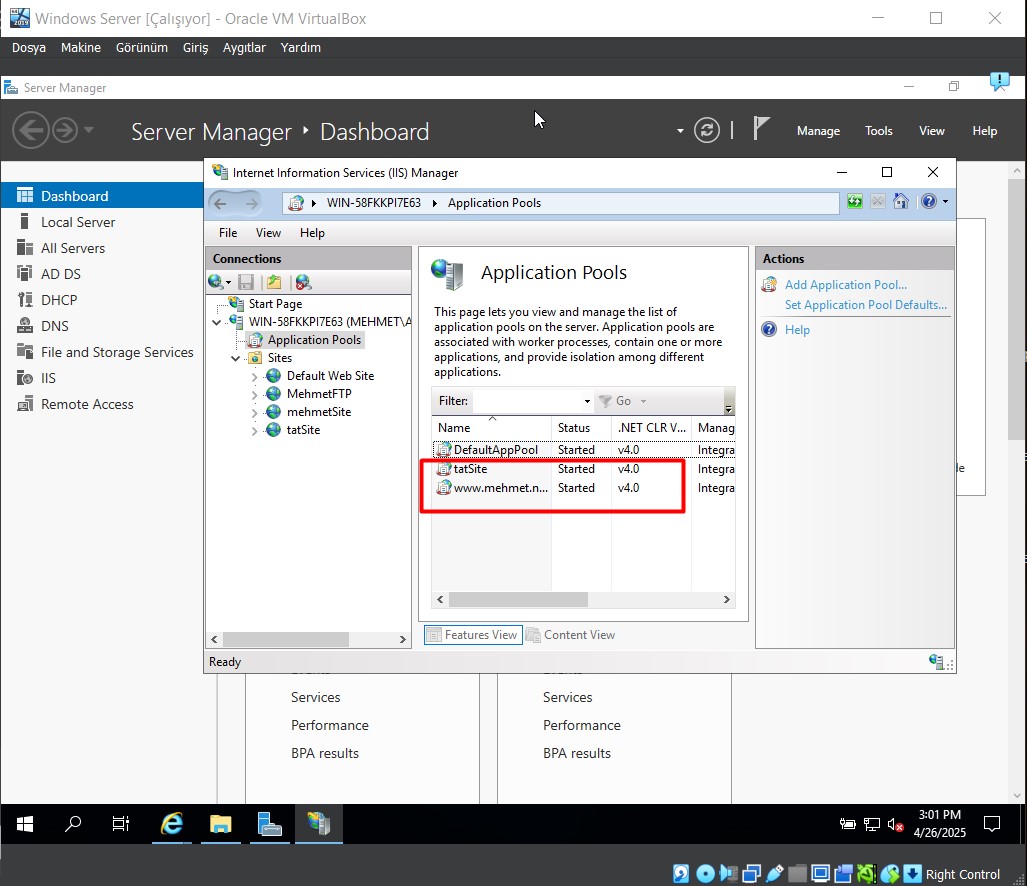 Windows Server [Çalışıyor] - Oracle VM VirtualBox
Dosya Makine Görünüm Giriş Aygıtlar Yardım
Server Manager
Server Manager Dashboard
Manage Tools View Help
Dashboard
Local Server
All Servers
AD DS
DHCP
DNS
File and Storage Services
IIS
Remote Access
Internet Information Services (IIS) Manager
WIN-58FKKPI7E63 Application Pools
File View Help
Connections
Start Page
WIN-58FKKPI7E63 (MEHMET\A
Application Pools
Sites
Default Web Site
MehmetFTP
mehmetSite
tatSite
Application Pools
This page lets you view and manage the list of
application pools on the server. Application pools are
associated with worker processes, contain one or more
applications, and provide isolation among different
applications.
Filter: Go
Name Status .NET CLR V... Manag
DefaultAppPool Started v4.0 Integra
tatSite Started v4.0 Integra
www.mehmet.n... Started v4.0 Integra
Features View Content View
Actions
Add Application Pool...
Set Application Pool Defaults...
Help
Ready
Services
Performance
BPA results
Services
Performance
BPA results
3:01 PM
4/26/2025
Right Control